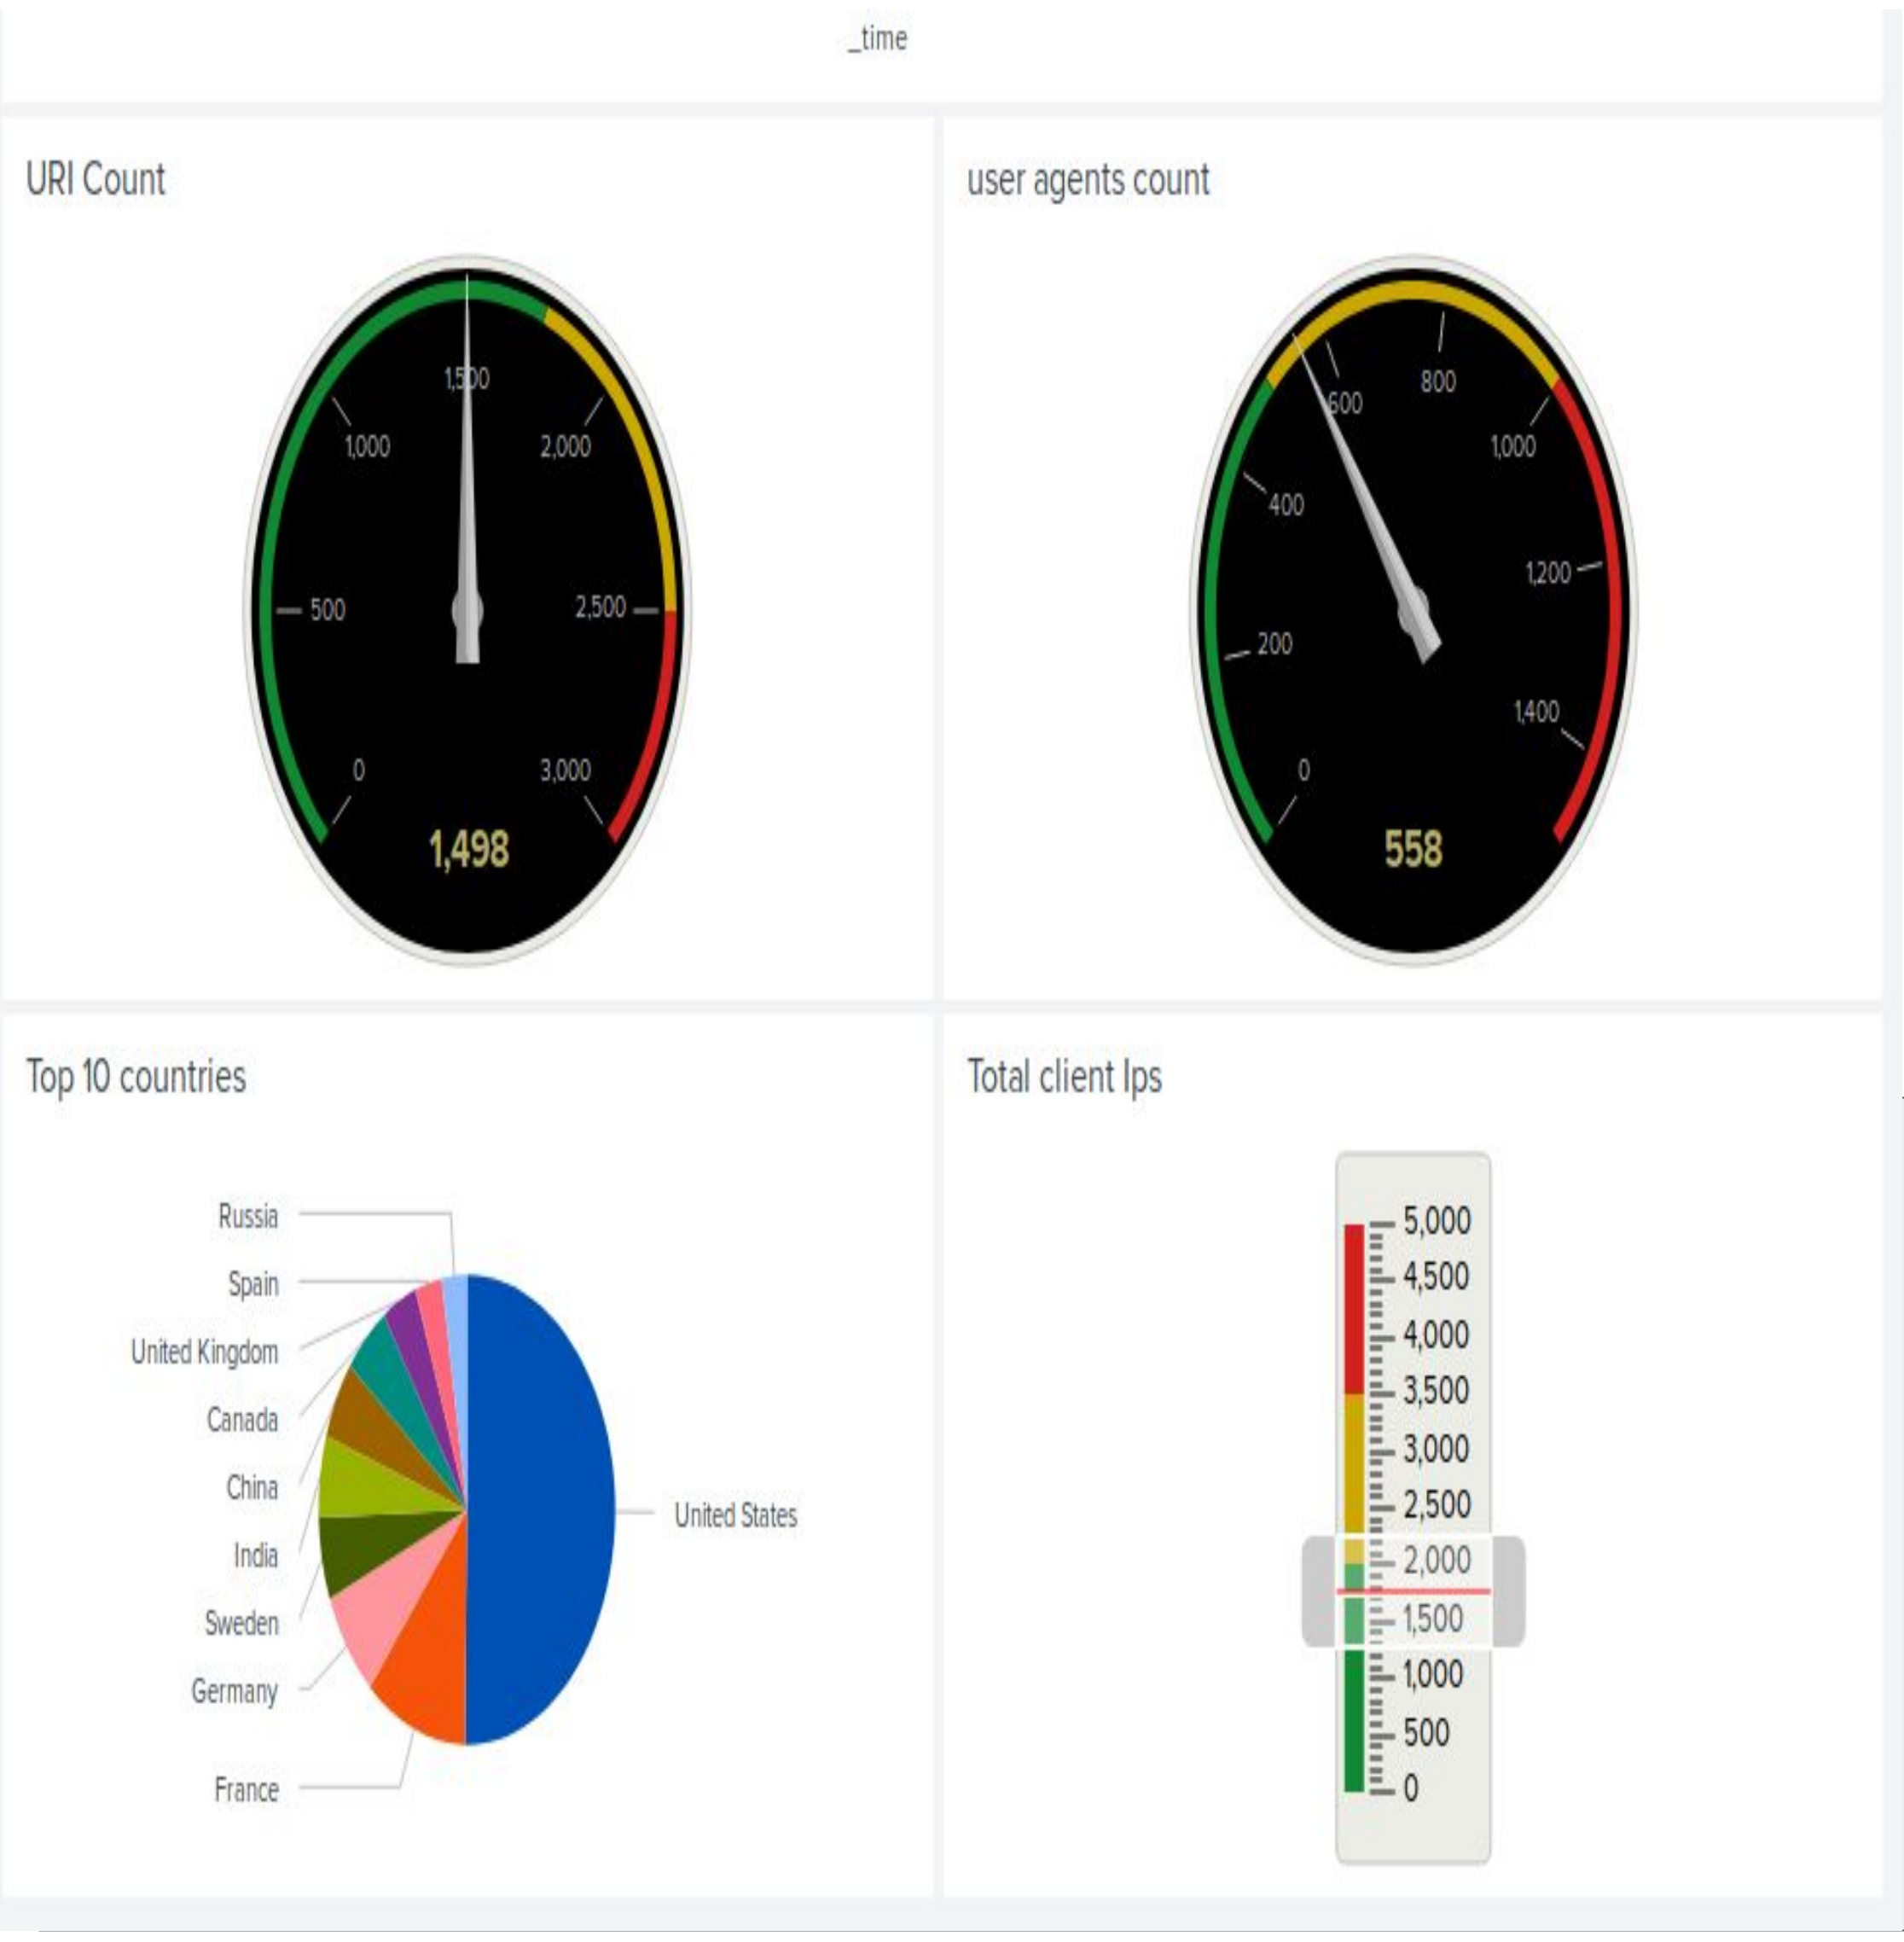 _time
URI Count
1,500
1,000
2,000
500
2,500
0
3,000
1,498
user agents count
600
800
400
1,000
1,200
200
1,400
0
558
Top 10 countries
Russia
Spain
United Kingdom
Canada
China
India
Sweden
Germany
France
United States
Total client Ips
5,000
4,500
4,000
3,500
3,000
2,500
2,000
1,500
1,000
500
0